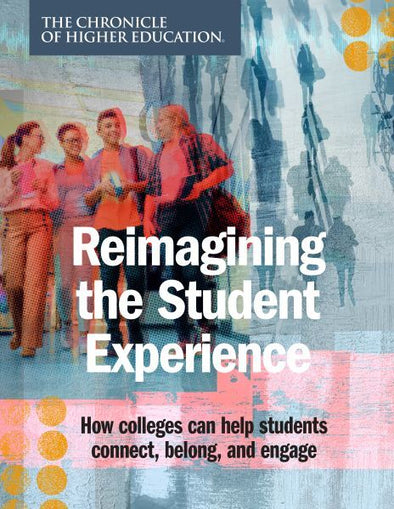 THE CHRONICLE
OF HIGHER EDUCATION®
Reimagining
the Student
Experience
How colleges can help students
connect, belong, and engage